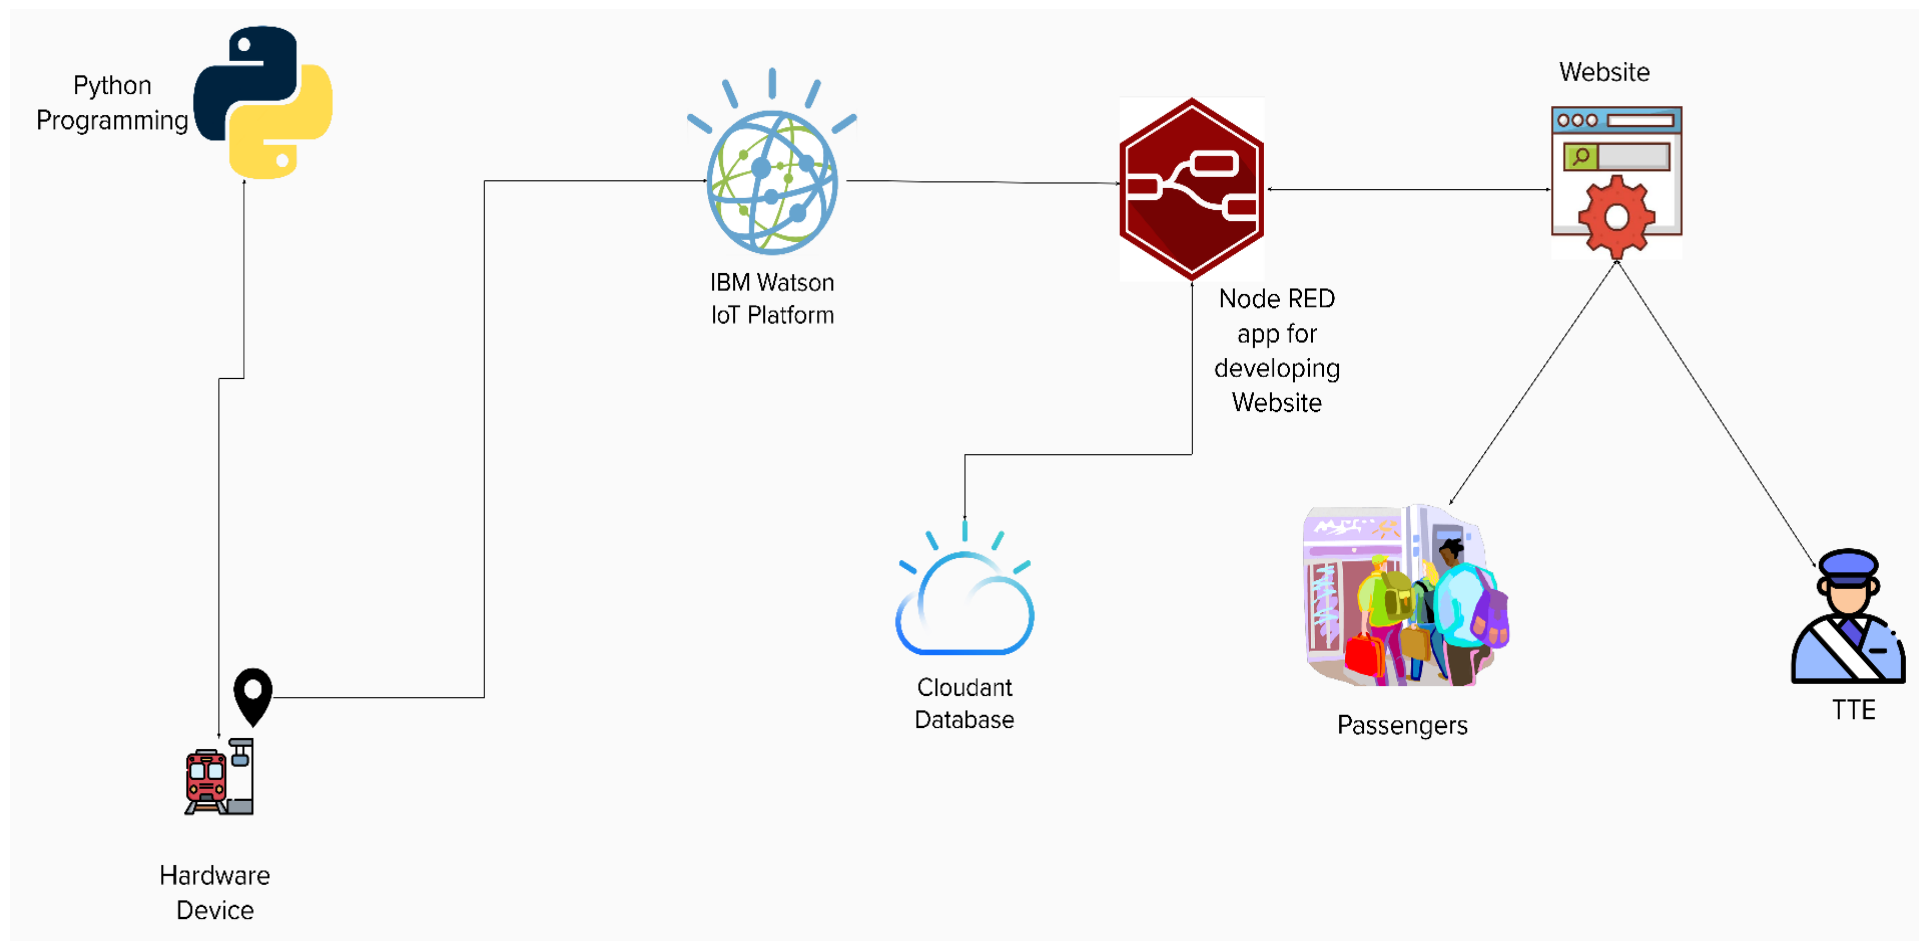 Python
Programming
IBM Watson
IoT Platform
Node RED
app for
developing
Website
Website
Cloudant
Database
Passengers
TTE
Hardware
Device